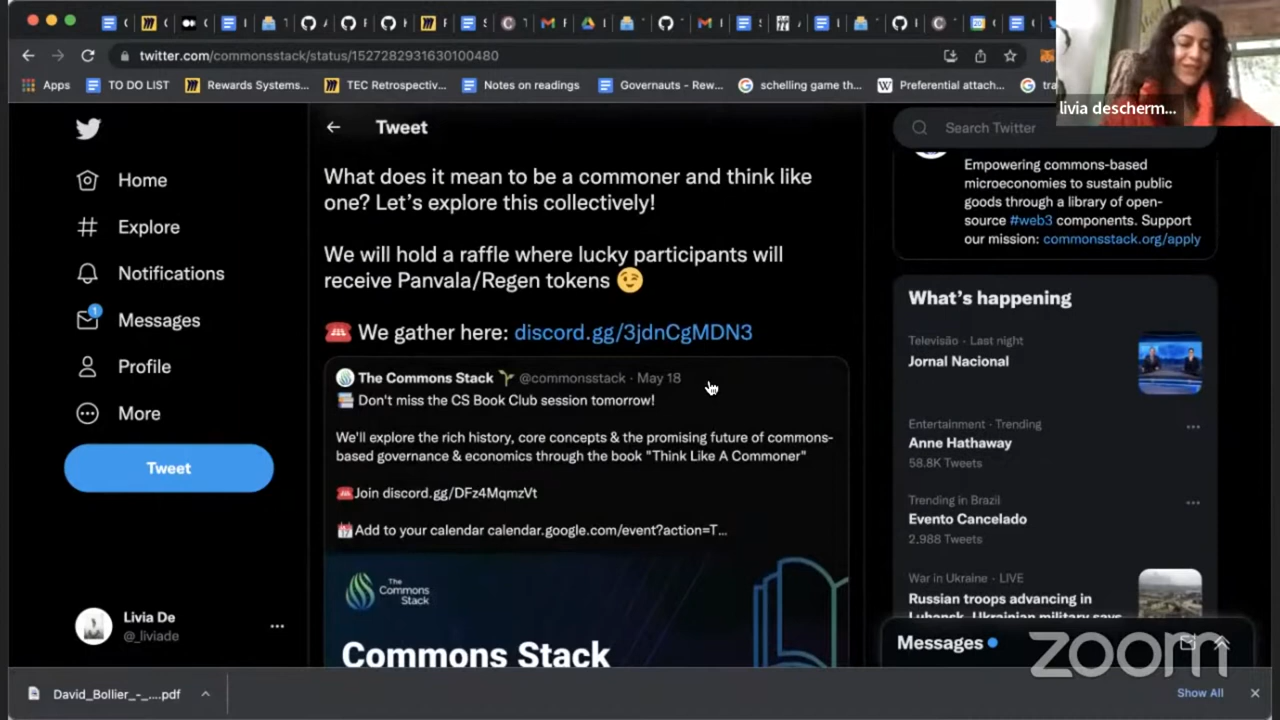 twitter.com/commonsstack/status/1527282931630100480
Apps
TO DO LIST
Rewards Systems...
TEC Retrospectiv...
Notes on readings
Governauts - Rew...
schelling game th...
Preferential attach...
livia descherm...
Tweet
What does it mean to be a commoner and think like
one? Let's explore this collectively!
We will hold a raffle where lucky participants will
receive Panvala/Regen tokens 😉
☎️ We gather here: discord.gg/3jdnCgMDN3
The Commons Stack 🌱 @commonsstack · May 18
📚 Don't miss the CS Book Club session tomorrow!
We'll explore the rich history, core concepts & the promising future of commons-
based governance & economics through the book "Think Like A Commoner"
☎️Join discord.gg/DFz4MqmzVt
📅Add to your calendar calendar.google.com/event?action=T...
The
Commons
Stack
Commons Stack
Home
Explore
Notifications
1
Messages
Profile
More
Tweet
Livia De
@_liviade
Search Twitter
Empowering commons-based
microeconomies to sustain public
goods through a library of open-
source #web3 components. Support
our mission: commonsstack.org/apply
What's happening
Televisão · Last night
Jornal Nacional
Entertainment · Trending
Anne Hathaway
58.8K Tweets
Trending in Brazil
Evento Cancelado
2,988 Tweets
War in Ukraine · LIVE
Russian troops advancing in
Luhansk, Ukrainian military says
Messages
zoom
David_Bollier_-_....pdf
Show All